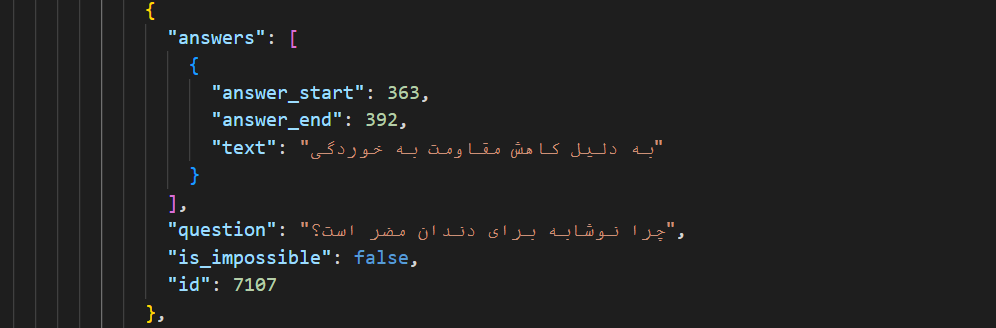 {
"answers": [
{
"answer_start": 363,
"answer_end": 392,
"text": "به دلیل کاهش مقاومت به خوردگی"
}
],
"question": "چرا نوشابه برای دندان مضر است؟",
"is_impossible": false,
"id": 7107
},